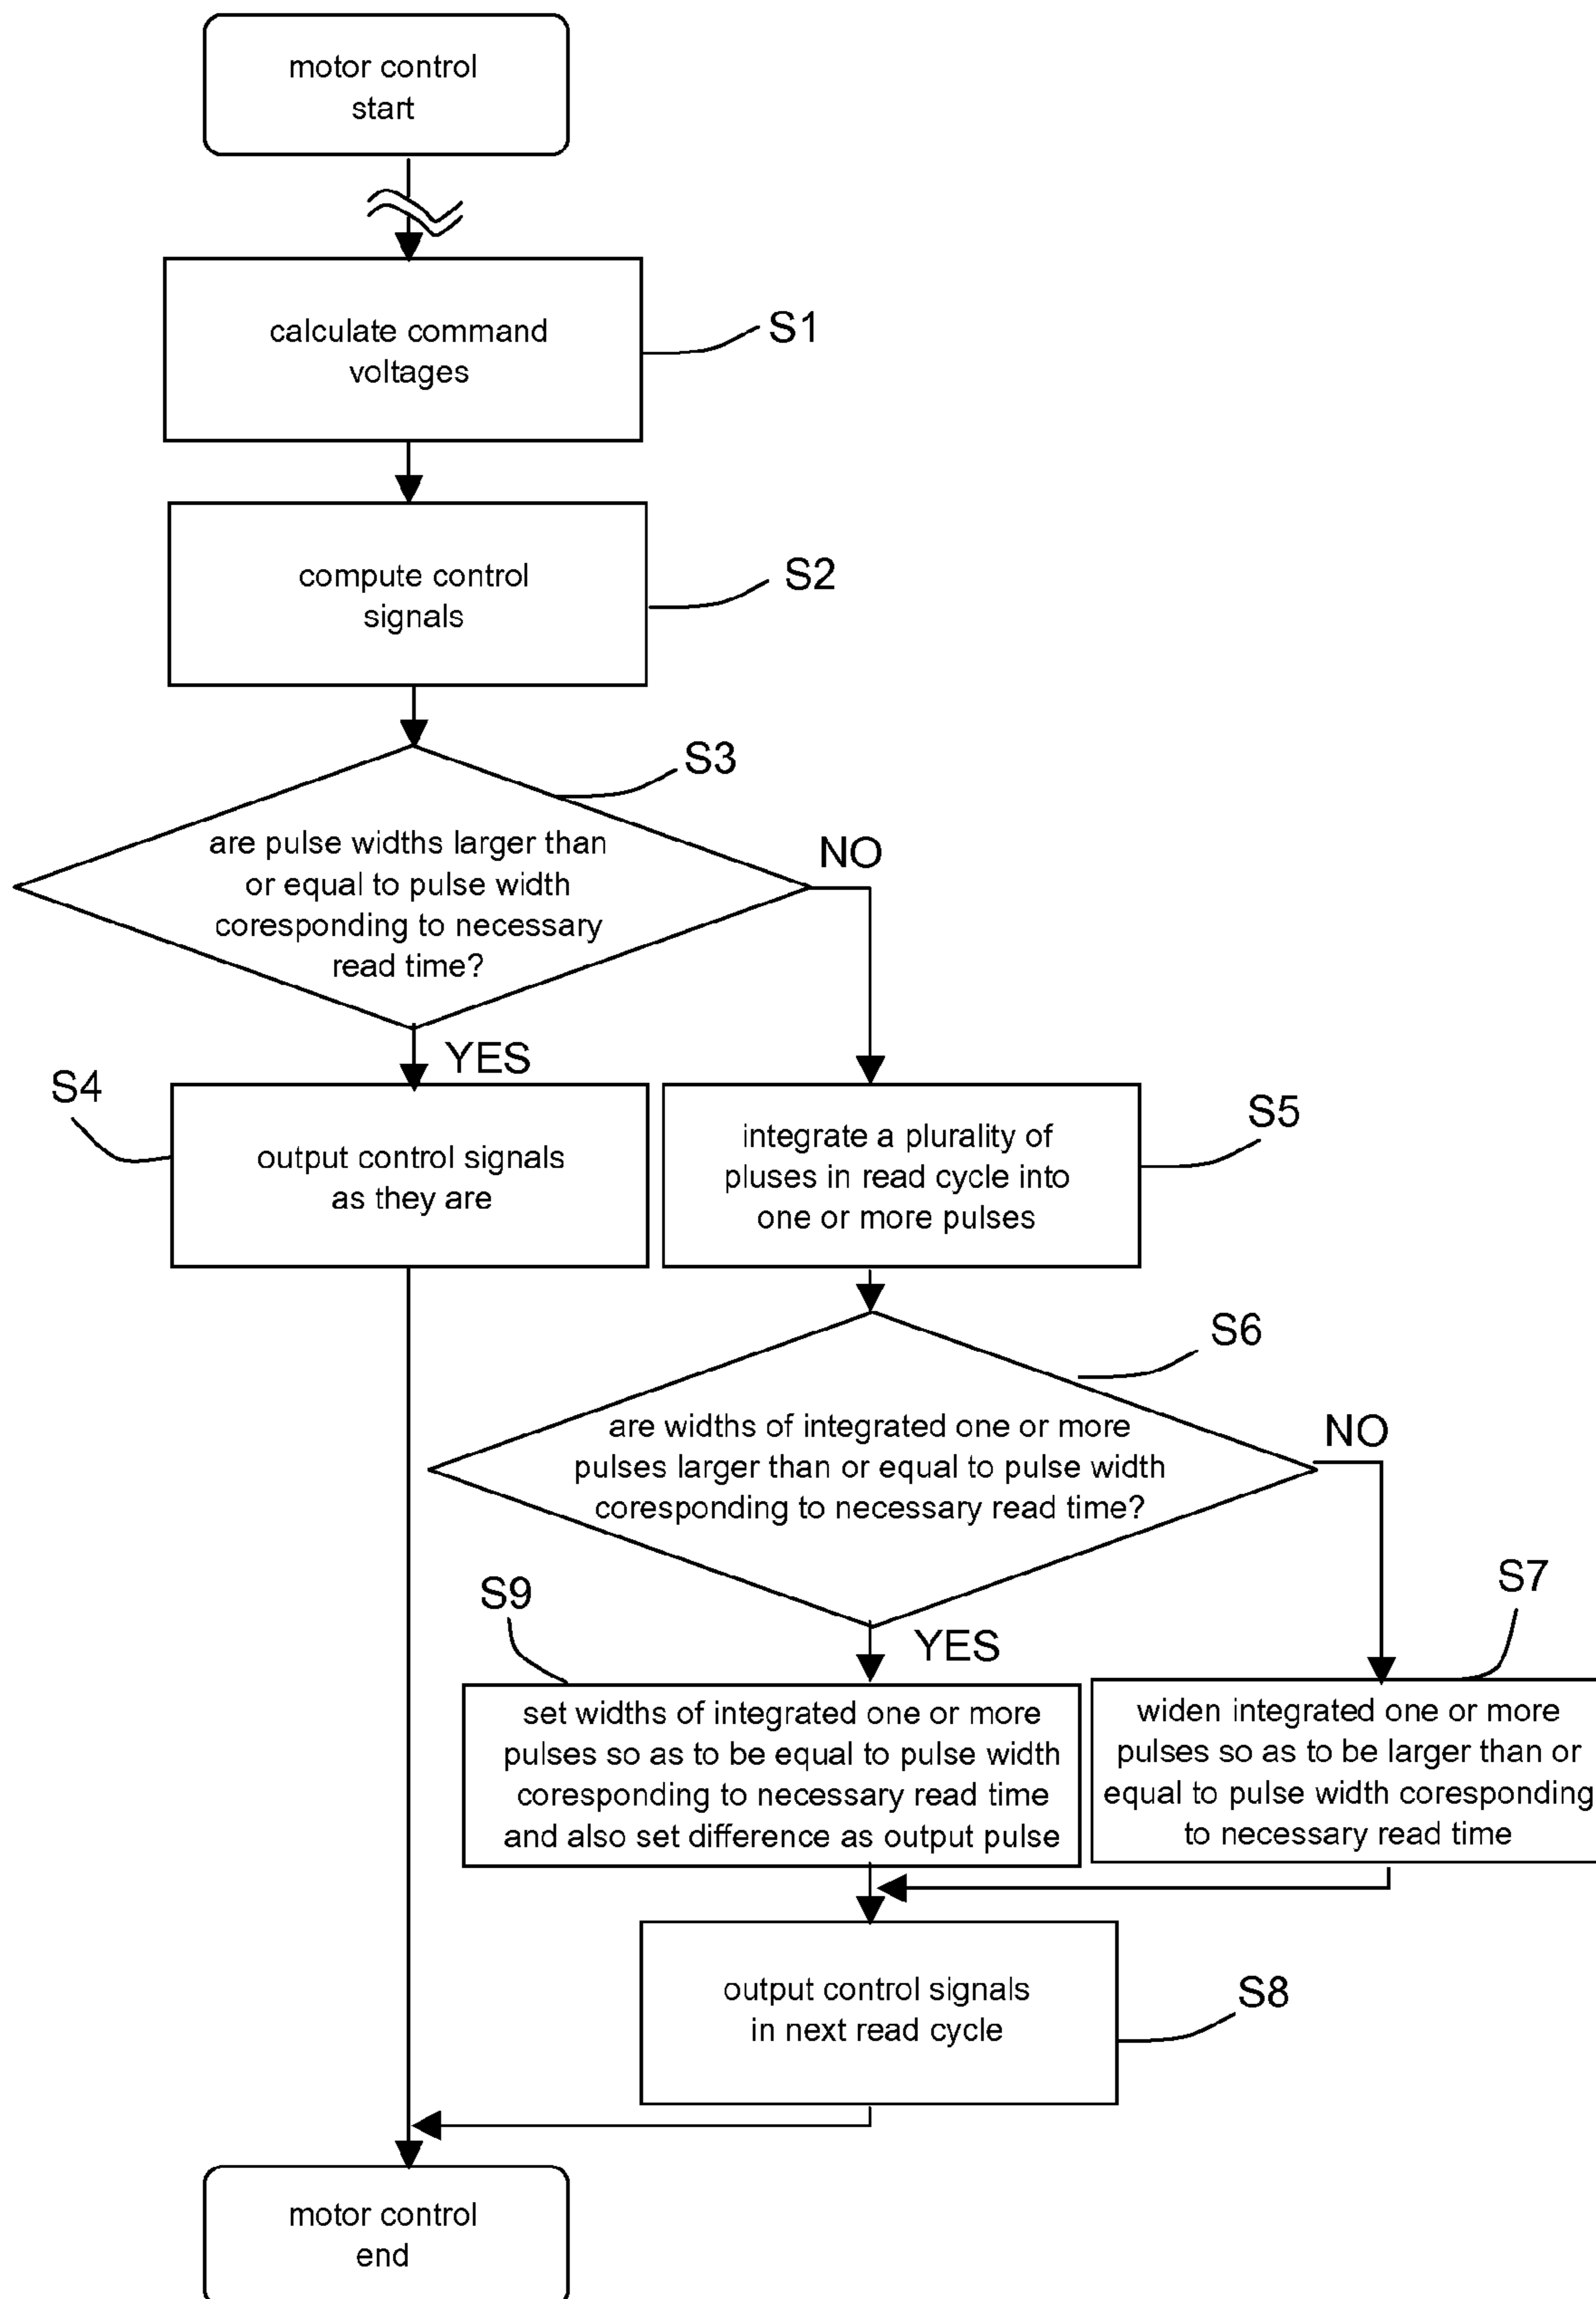 motor control
start
calculate command
voltages
S1
compute control
signals
S2
S3
are pulse widths larger than
or equal to pulse width
coresponding to necessary
read time?
NO
YES
S4
output control signals
as they are
S5
integrate a plurality of
pluses in read cycle into
one or more pulses
S6
are widths of integrated one or more
pulses larger than or equal to pulse width
coresponding to necessary read time?
NO
YES
S9
set widths of integrated one or more
pulses so as to be equal to pulse width
coresponding to necessary read time
and also set difference as output pulse
S7
widen integrated one or more
pulses so as to be larger than or
equal to pulse width coresponding
to necessary read time
output control signals
in next read cycle
S8
motor control
end